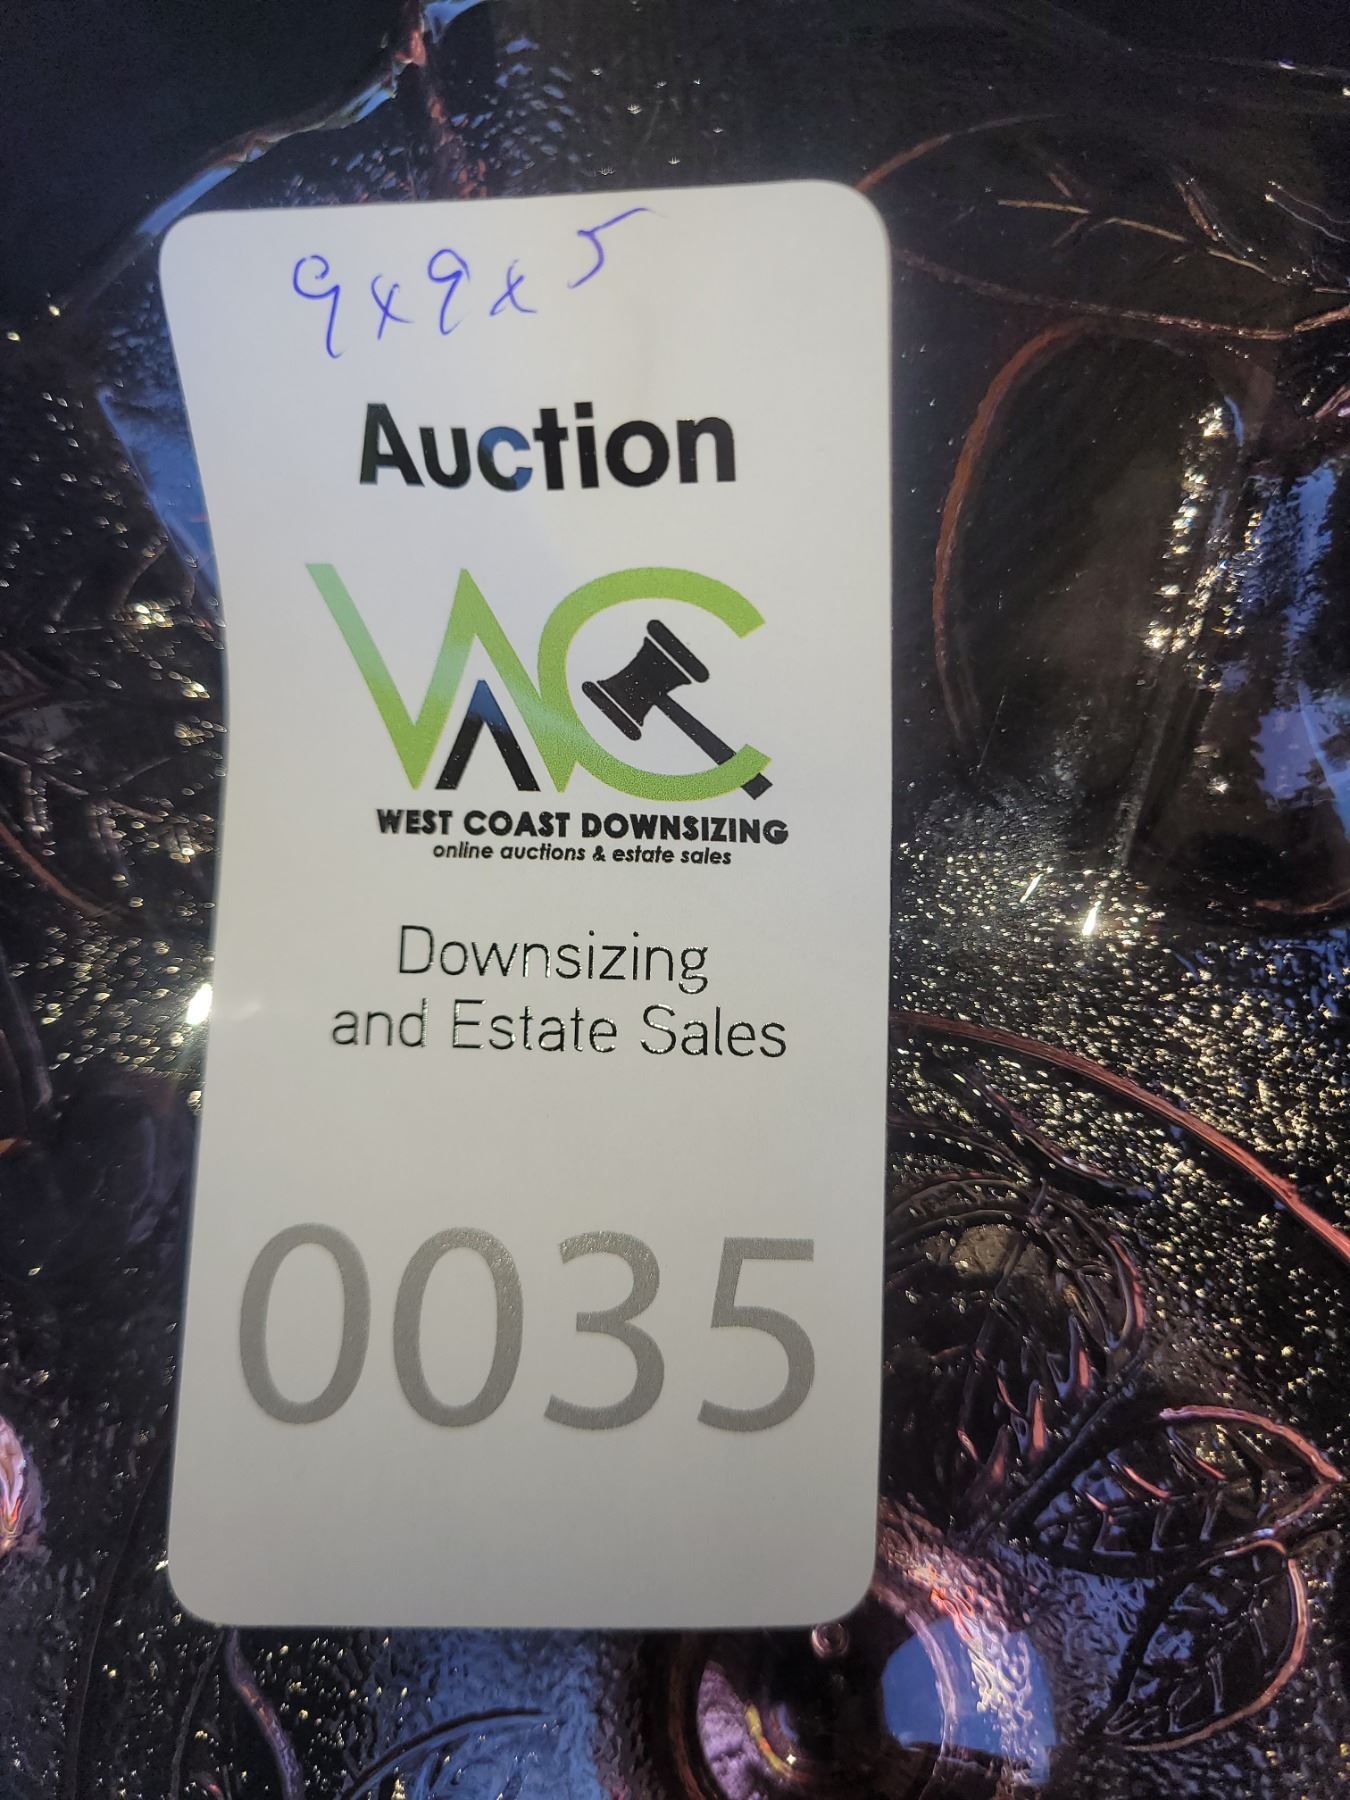 9x9x5
Auction
WC
WEST COAST DOWNSIZING
online auctions & estate sales
Downsizing
and Estate Sales
0035